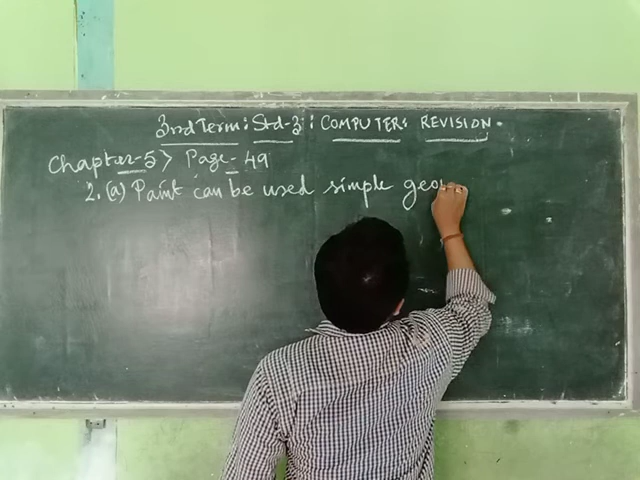 3rd Term: Std-3: COMPUTER: REVISION.
Chapter-5> Page-49
2. (a) Paint can be used simple geo